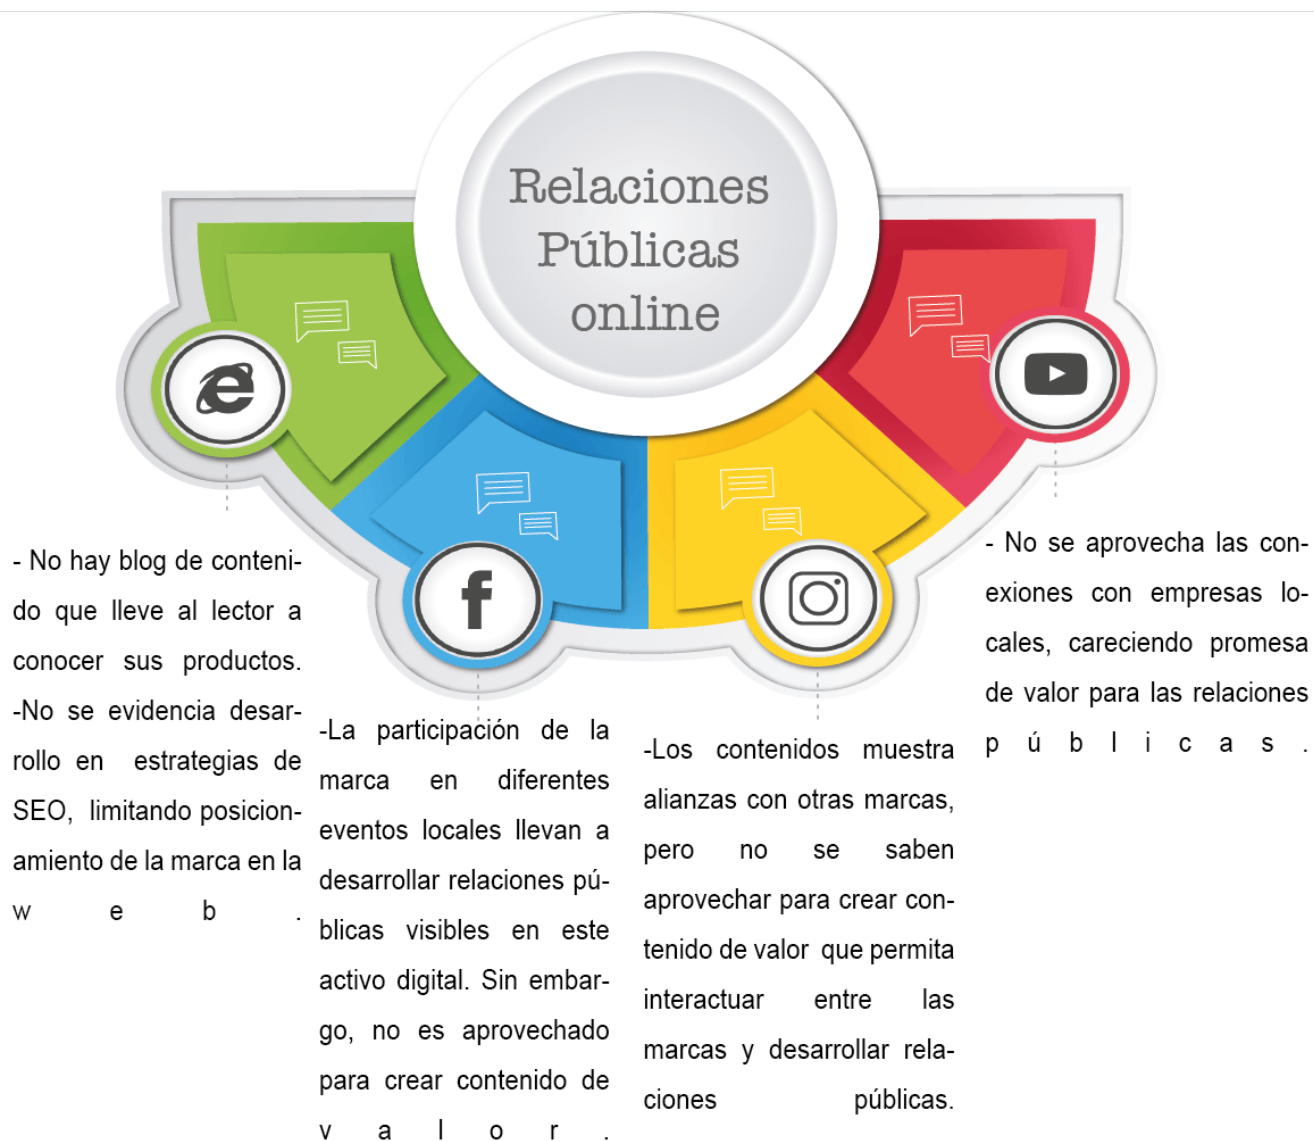 Relaciones
Públicas
online
- No hay blog de conteni-
do que lleve al lector a
conocer sus productos.
-No se evidencia desar-
rollo en estrategias de
SEO, limitando posicion-
amiento de la marca en la
w e b .
-La participación de la
marca en diferentes
eventos locales llevan a
desarrollar relaciones pú-
blicas visibles en este
activo digital. Sin embar-
go, no es aprovechado
para crear contenido de
v a l o r .
-Los contenidos muestra
alianzas con otras marcas,
pero no se saben
aprovechar para crear con-
tenido de valor que permita
interactuar entre las
marcas y desarrollar rela-
ciones públicas.
- No se aprovecha las con-
exiones con empresas lo-
cales, careciendo promesa
de valor para las relaciones
p ú b l i c a s .